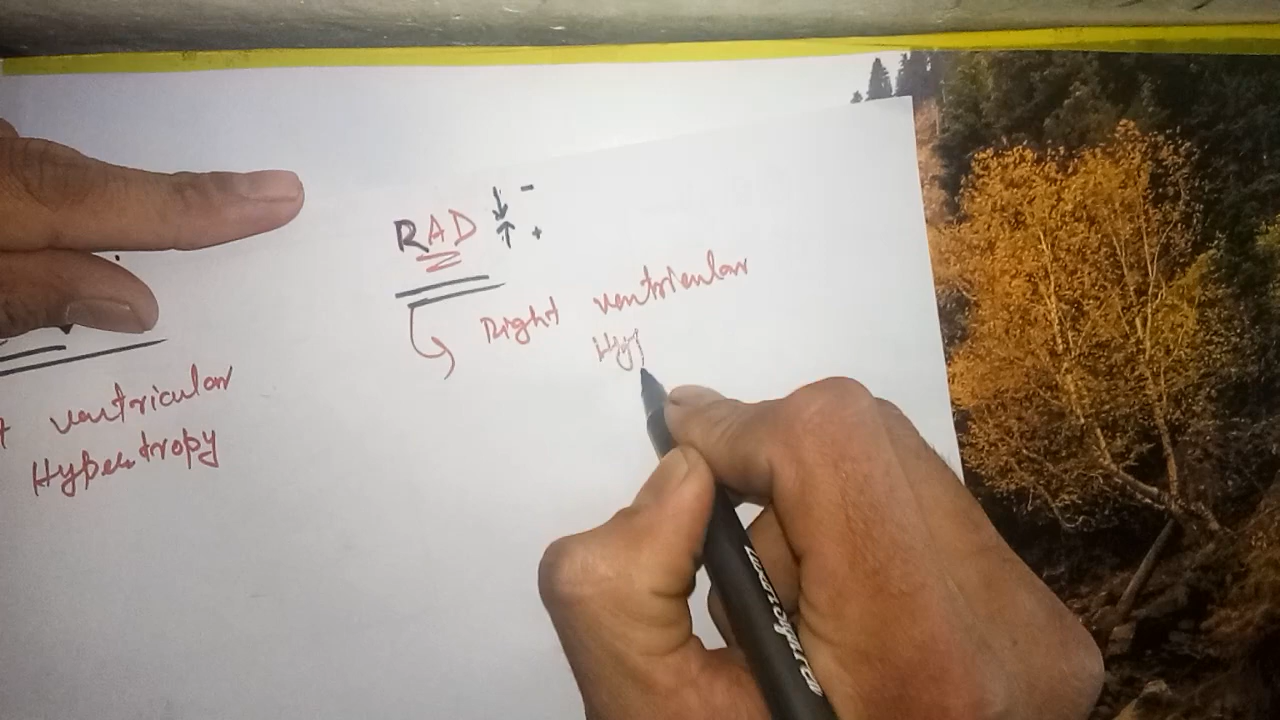 RAD ↓ -
↑ +
Right ventricular
Hy
t ventricular
Hypertropy